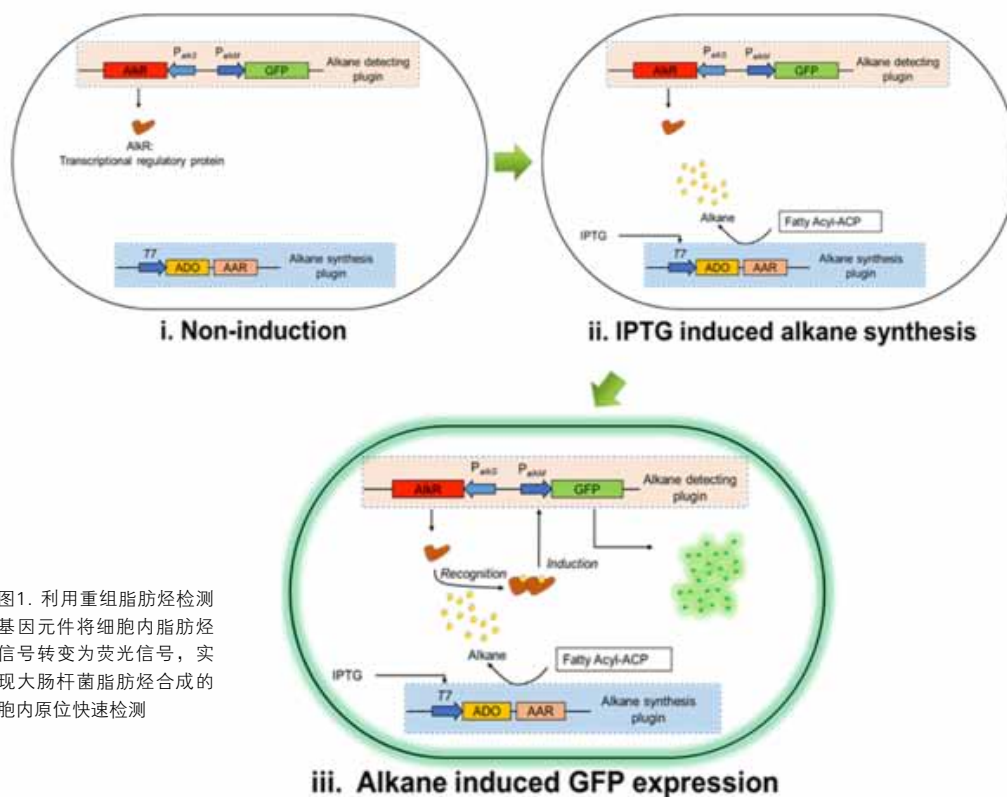 P alkS P alkM
AlkR GFP Alkane detecting
plugin
AlkR:
Transcriptional regulatory protein
T7
ADO AAR Alkane synthesis
plugin
i. Non-induction
P alkS P alkM
AlkR GFP Alkane detecting
plugin
Alkane Fatty Acyl-ACP
IPTG
T7
ADO AAR Alkane synthesis
plugin
ii. IPTG induced alkane synthesis
P alkS P alkM
AlkR GFP Alkane detecting
plugin
Recognition Induction
Alkane Fatty Acyl-ACP
IPTG
T7
ADO AAR Alkane synthesis
plugin
iii. Alkane induced GFP expression
图1. 利用重组脂肪烃检测
基因元件将细胞内脂肪烃
信号转变为荧光信号，实
现大肠杆菌脂肪烃合成的
胞内原位快速检测